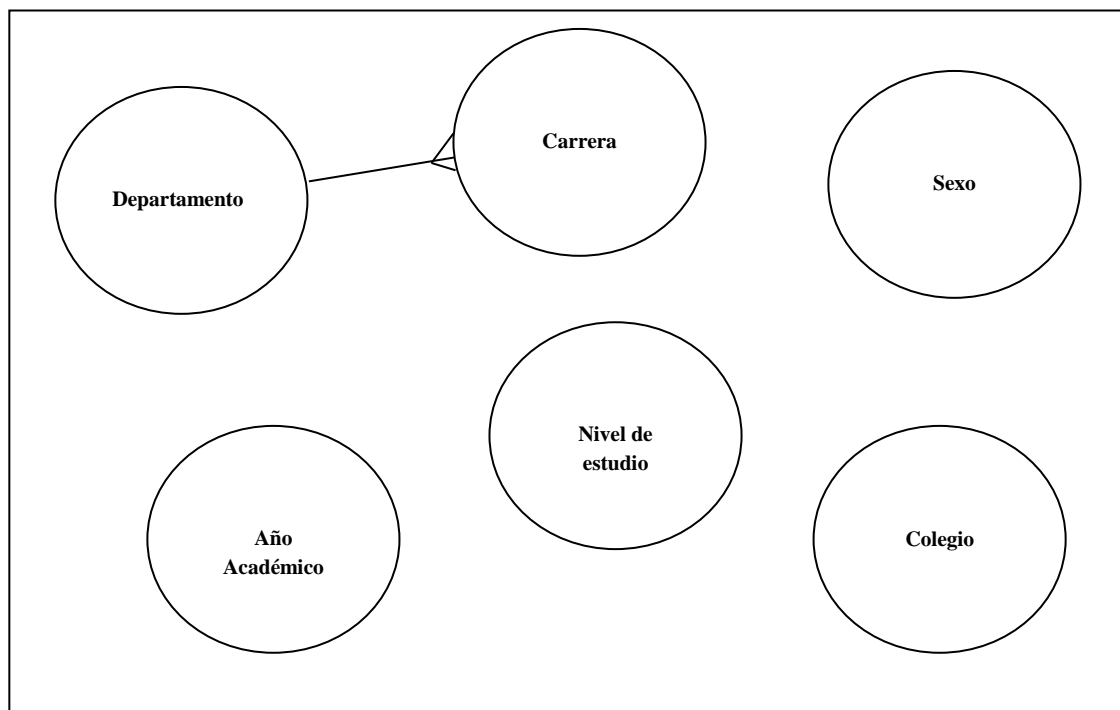 Carrera
Departamento
Sexo
Nivel de
estudio
Año
Académico
Colegio